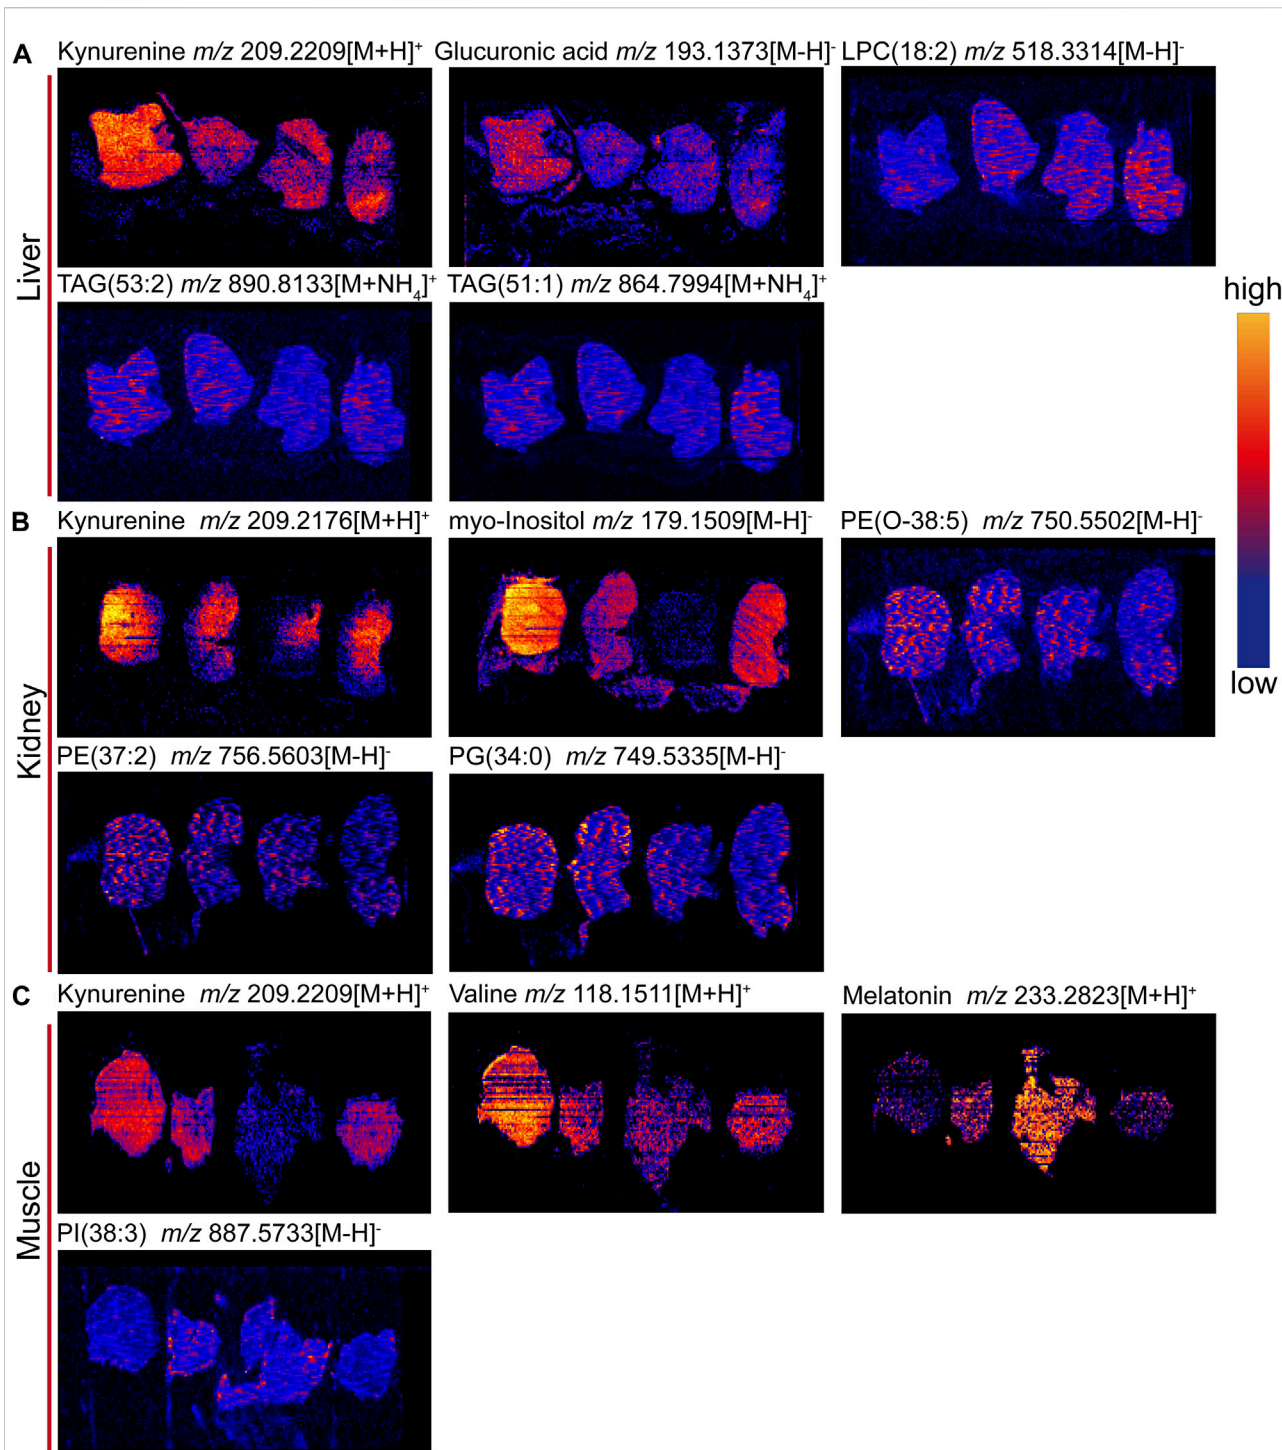 A
Kynurenine m/z 209.2209[M+H]⁺
Glucuronic acid m/z 193.1373[M-H]⁻
LPC(18:2) m/z 518.3314[M-H]⁻
Liver
TAG(53:2) m/z 890.8133[M+NH₄]⁺
TAG(51:1) m/z 864.7994[M+NH₄]⁺
high
low
B
Kynurenine m/z 209.2176[M+H]⁺
myo-Inositol m/z 179.1509[M-H]⁻
PE(O-38:5) m/z 750.5502[M-H]⁻
Kidney
PE(37:2) m/z 756.5603[M-H]⁻
PG(34:0) m/z 749.5335[M-H]⁻
C
Kynurenine m/z 209.2209[M+H]⁺
Valine m/z 118.1511[M+H]⁺
Melatonin m/z 233.2823[M+H]⁺
Muscle
PI(38:3) m/z 887.5733[M-H]⁻